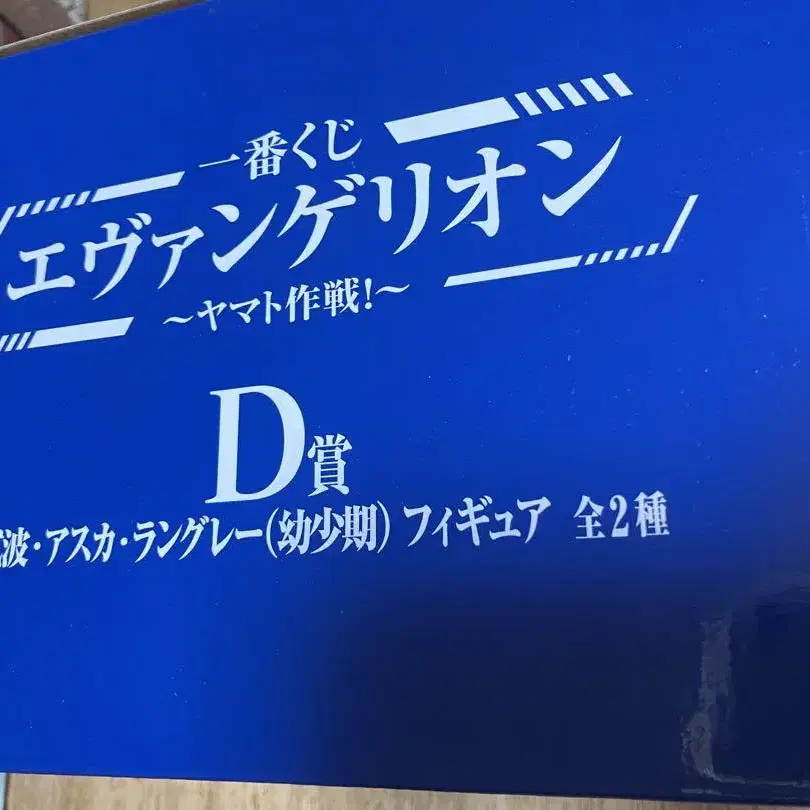 一番くじ
エヴァンゲリオン
～ヤマト作戦!～
D賞
波・アスカ・ラングレー(幼少期) フィギュア 全2種